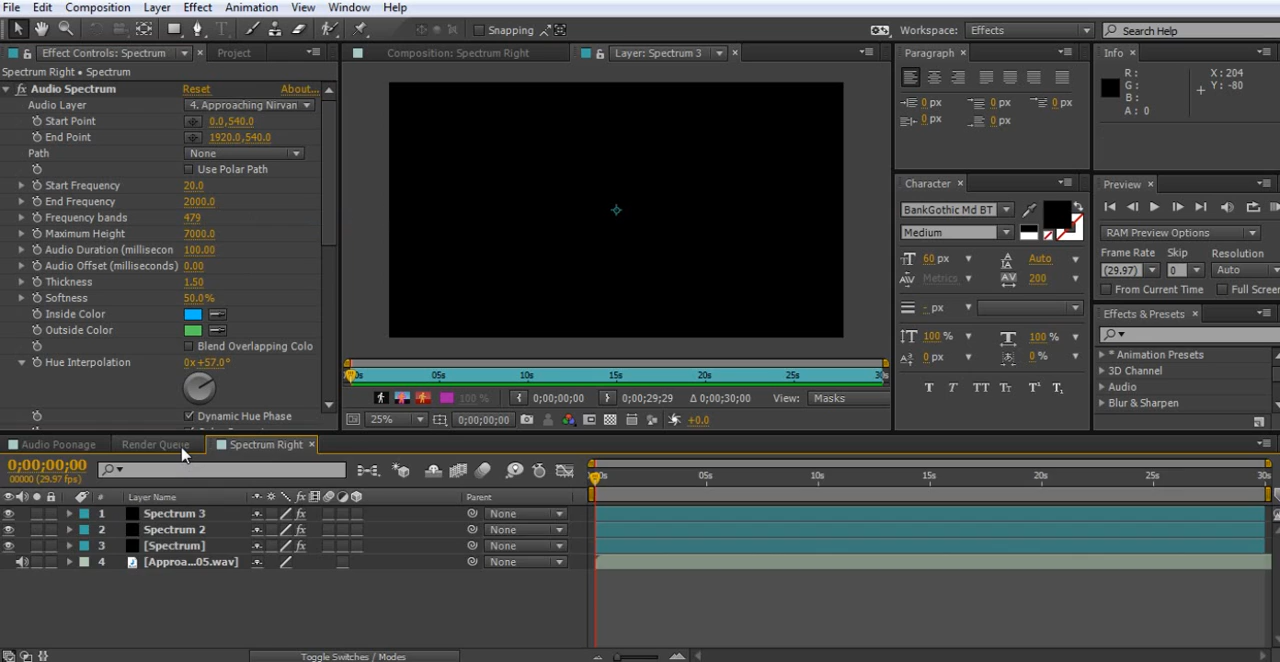 File Edit Composition Layer Effect Animation View Window Help
Snapping
Workspace: Effects
Search Help
Effect Controls: Spectrum
Project
Spectrum Right • Spectrum
fx Audio Spectrum Reset About...
Audio Layer 4. Approaching Nirvan
Start Point 0.0,540.0
End Point 1920.0,540.0
Path None
Use Polar Path
Start Frequency 20.0
End Frequency 2000.0
Frequency bands 479
Maximum Height 7000.0
Audio Duration (millisecon 100.00
Audio Offset (milliseconds) 0.00
Thickness 1.50
Softness 50.0%
Inside Color
Outside Color
Blend Overlapping Colo
Hue Interpolation 0x+57.0°
Dynamic Hue Phase
Composition: Spectrum Right
Layer: Spectrum 3
05s 10s 15s 20s 25s
100 % 0;00;00;00 0;00;29;29 Δ 0;00;30;00 View: Masks
25% 0;00;00;00 +0.0
Paragraph
0 px 0 px 0 px
0 px 0 px
Character
BankGothic Md BT
Medium
60 px Auto
Metrics 200
- px
100 % 100 %
0 px 0 %
T T TT Tr T¹ T₁
Info
R: X: 204
G: Y: -80
B:
A: 0
Preview
RAM Preview Options
Frame Rate Skip Resolution
(29.97) 0 Auto
From Current Time Full Screen
Effects & Presets
* Animation Presets
3D Channel
Audio
Blur & Sharpen
Audio Poonage Render Queue Spectrum Right
0;00;00;00
00000 (29.97 fps)
# Layer Name Parent
1 Spectrum 3 None
2 Spectrum 2 None
3 [Spectrum] None
4 [Approa...05.wav] None
05s 10s 15s 20s 25s 30s
Toggle Switches / Modes